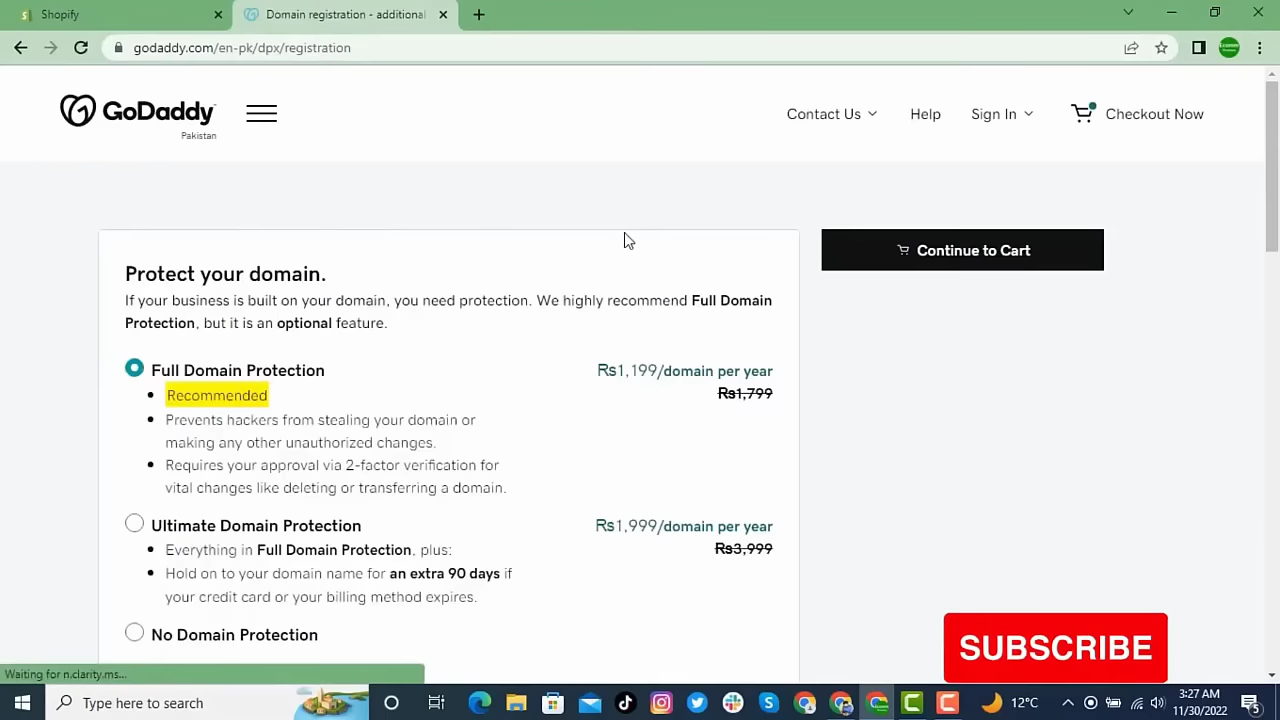 Shopify
Domain registration - additional
godaddy.com/en-pk/dpx/registration
GoDaddy
Pakistan
Contact Us
Help
Sign In
Checkout Now
Continue to Cart
Protect your domain.
If your business is built on your domain, you need protection. We highly recommend Full Domain
Protection, but it is an optional feature.
Full Domain Protection
₨1,199/domain per year
Recommended
₨1,799
Prevents hackers from stealing your domain or
making any other unauthorized changes.
Requires your approval via 2-factor verification for
vital changes like deleting or transferring a domain.
Ultimate Domain Protection
₨1,999/domain per year
Everything in Full Domain Protection, plus:
₨3,999
Hold on to your domain name for an extra 90 days if
your credit card or your billing method expires.
No Domain Protection
SUBSCRIBE
Waiting for n.clarity.ms...
Type here to search
12°C
3:27 AM
11/30/2022
5